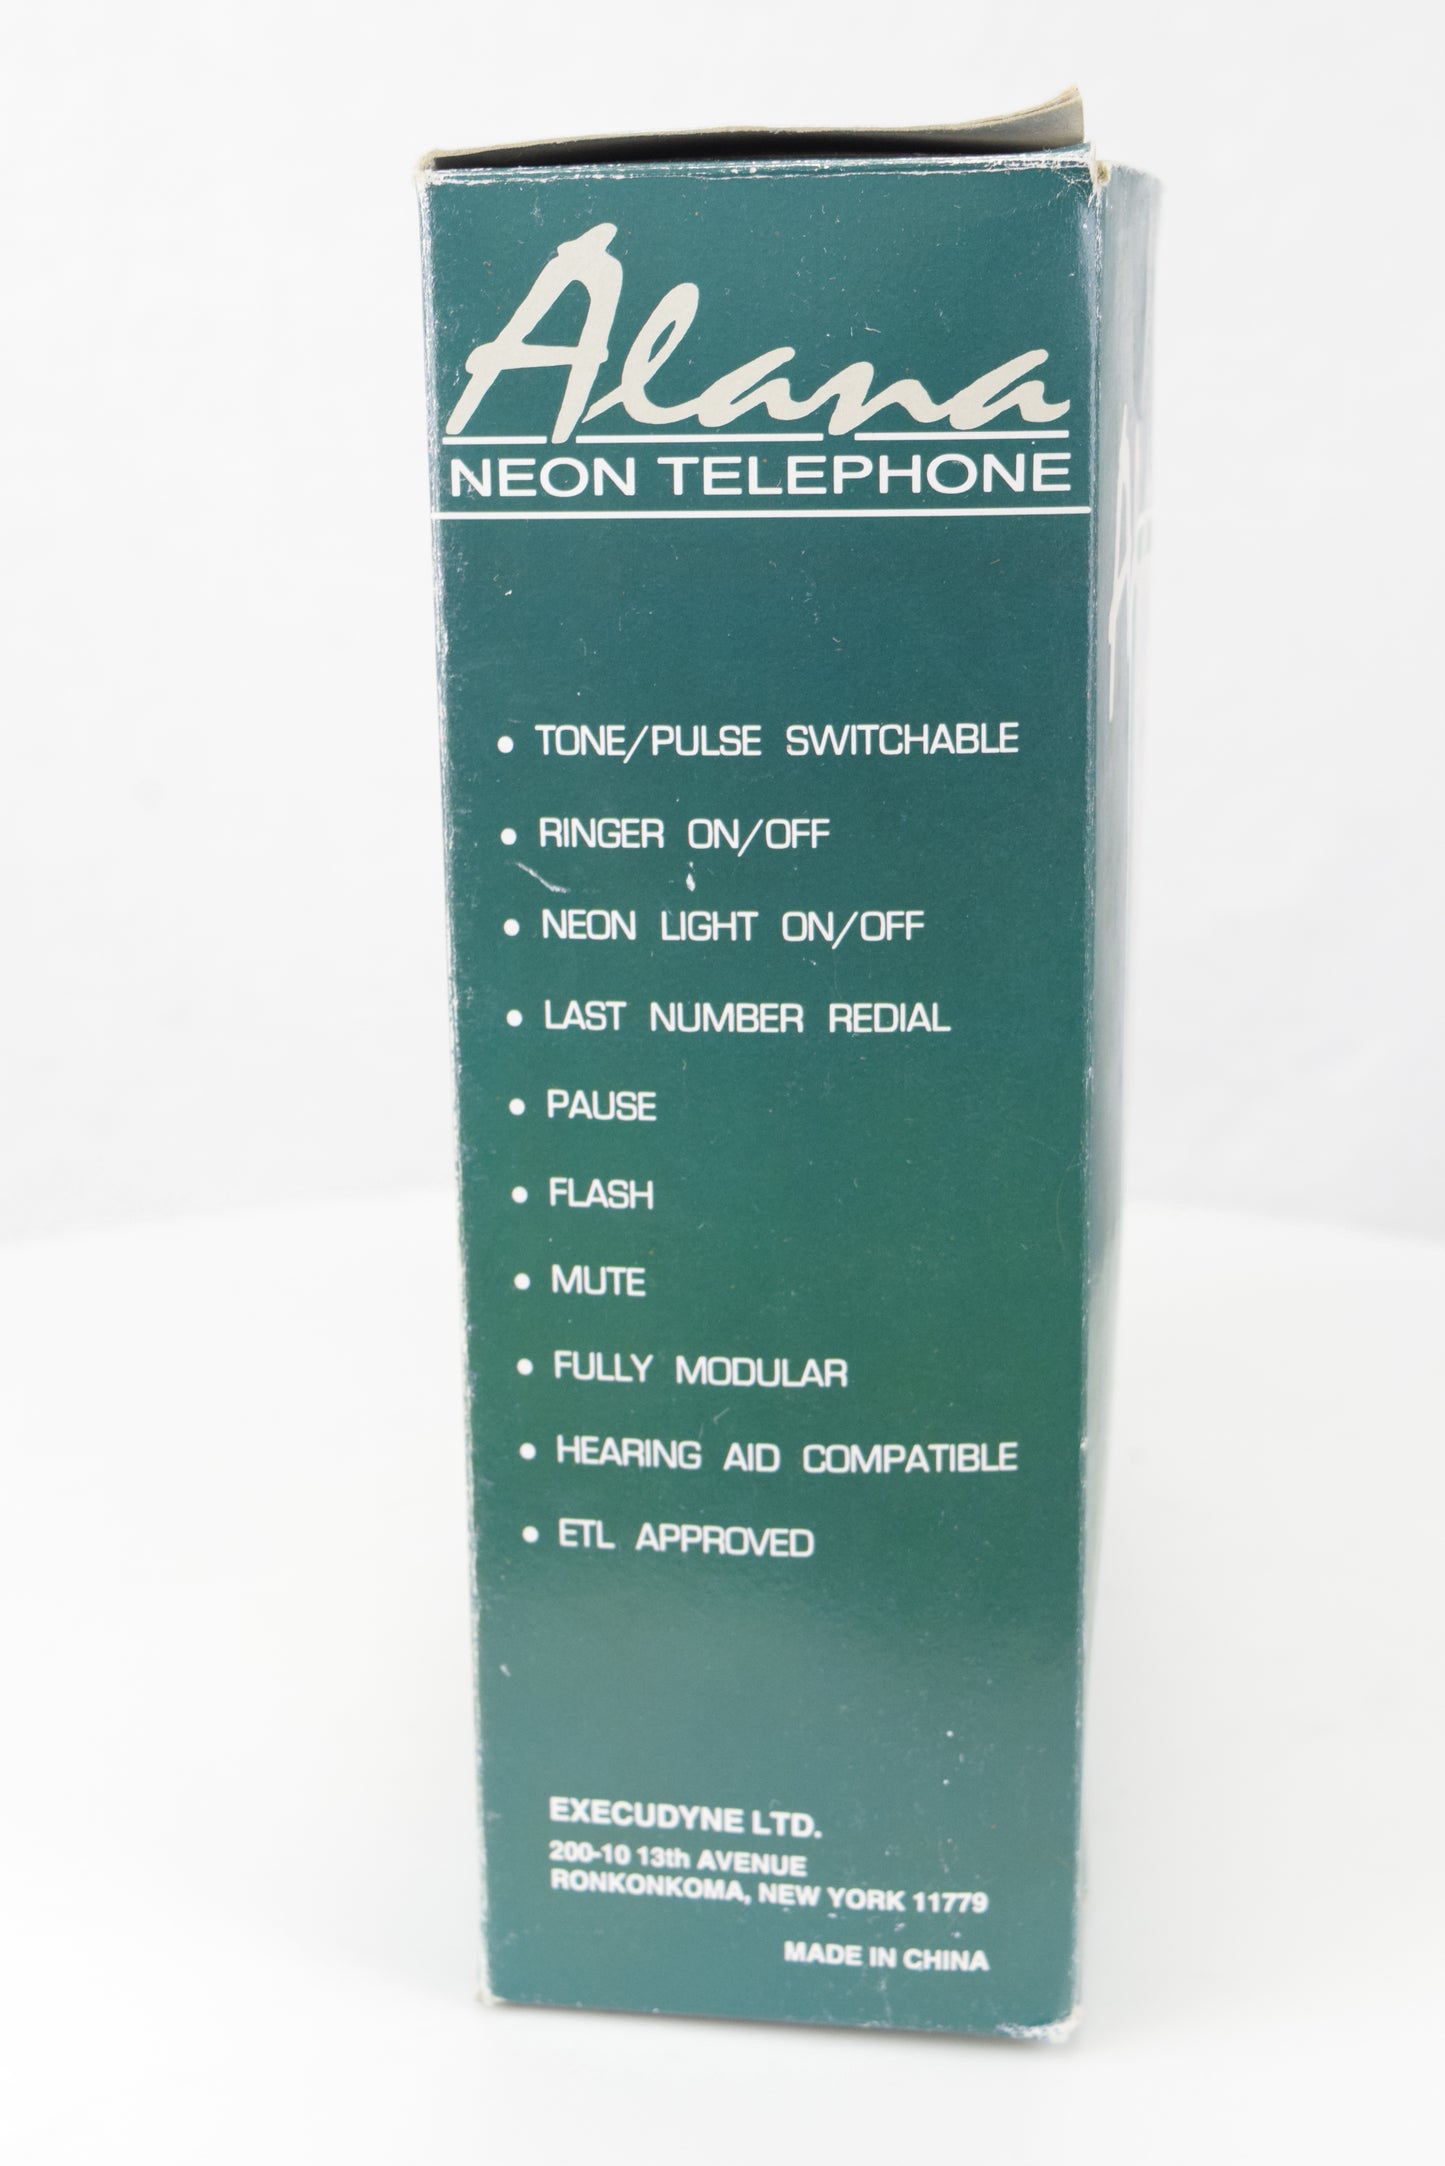 Alana
NEON TELEPHONE
• TONE/PULSE SWITCHABLE
• RINGER ON/OFF
• NEON LIGHT ON/OFF
• LAST NUMBER REDIAL
• PAUSE
• FLASH
• MUTE
• FULLY MODULAR
• HEARING AID COMPATIBLE
• ETL APPROVED
EXECUDYNE LTD.
200-10 13th AVENUE
RONKONKOMA, NEW YORK 11779
MADE IN CHINA